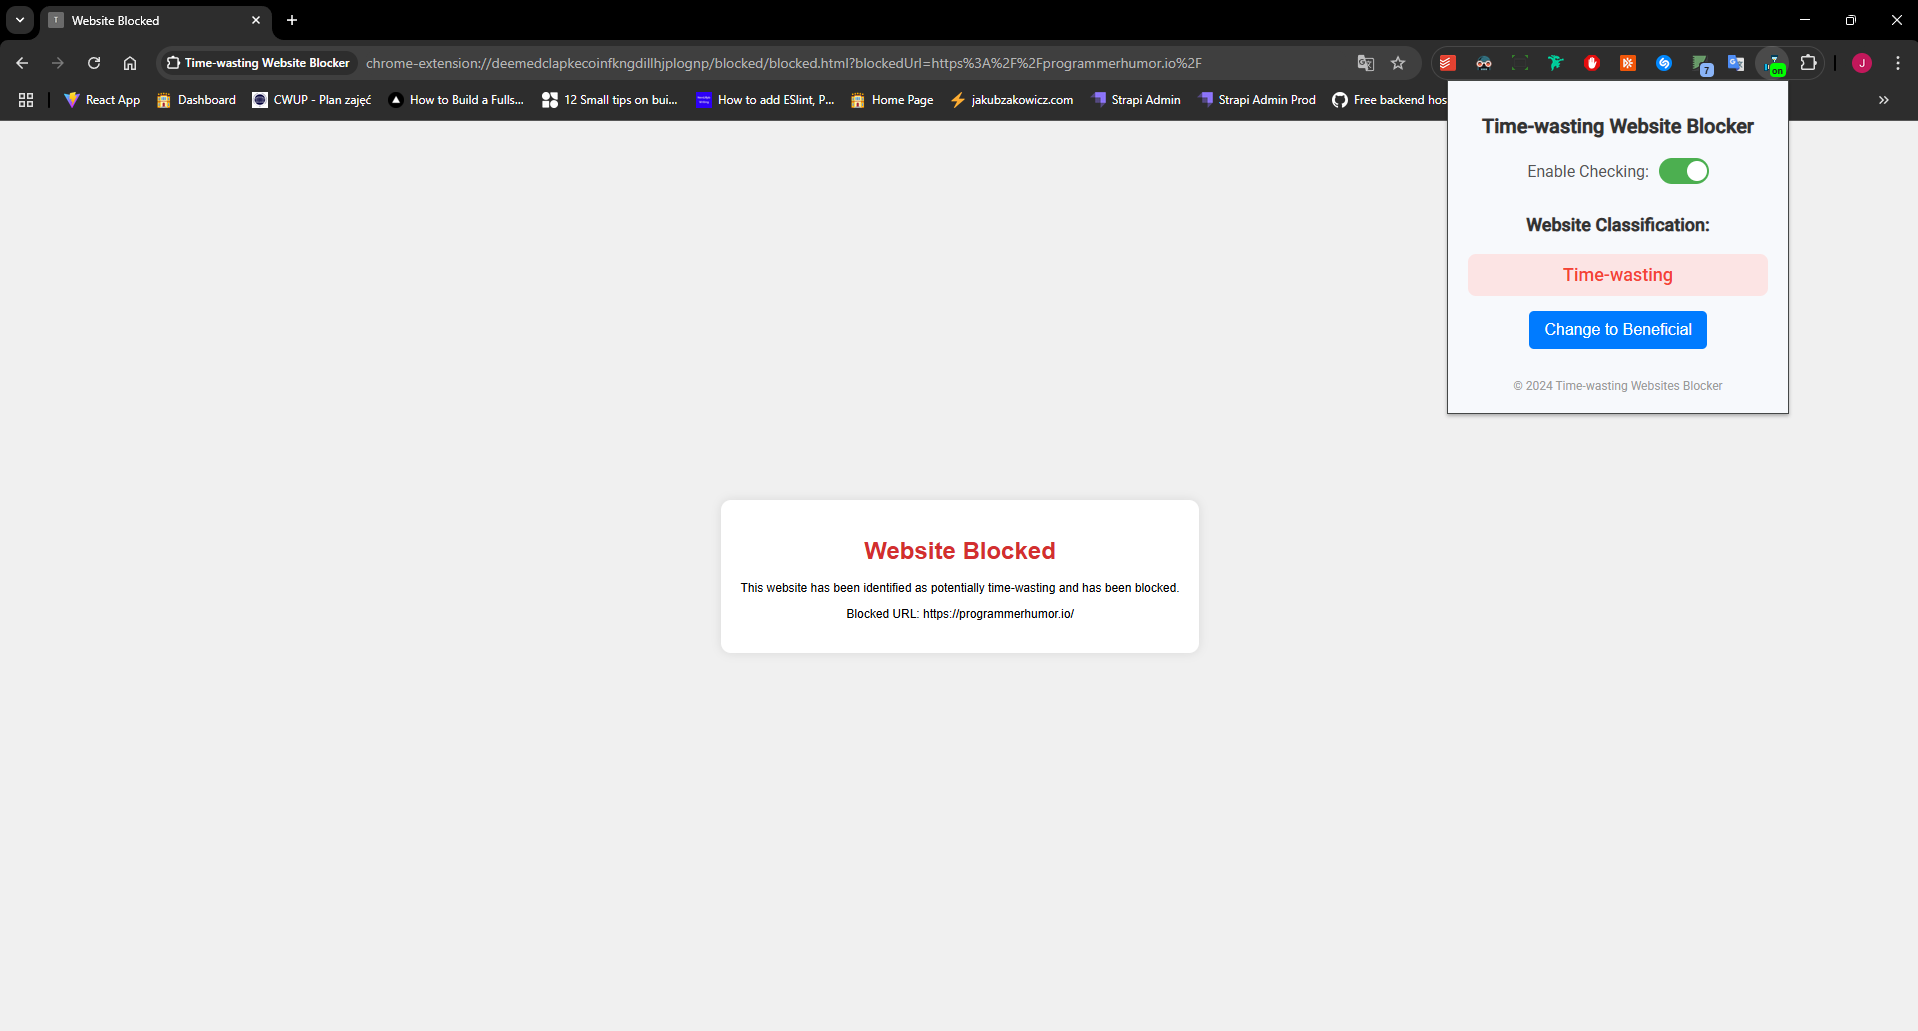 Website Blocked
Time-wasting Website Blocker
chrome-extension://deemedclapkecoinfkngdillhjplognp/blocked/blocked.html?blockedUrl=https%3A%2F%2Fprogrammerhumor.io%2F
7
on
J
React App
Dashboard
CWUP - Plan zajęć
How to Build a Fulls...
12 Small tips on bui...
How to add ESlint, P...
Home Page
jakubzakowicz.com
Strapi Admin
Strapi Admin Prod
Free backend hos
Time-wasting Website Blocker
Enable Checking:
Website Classification:
Time-wasting
Change to Beneficial
© 2024 Time-wasting Websites Blocker
Website Blocked
This website has been identified as potentially time-wasting and has been blocked.
Blocked URL: https://programmerhumor.io/